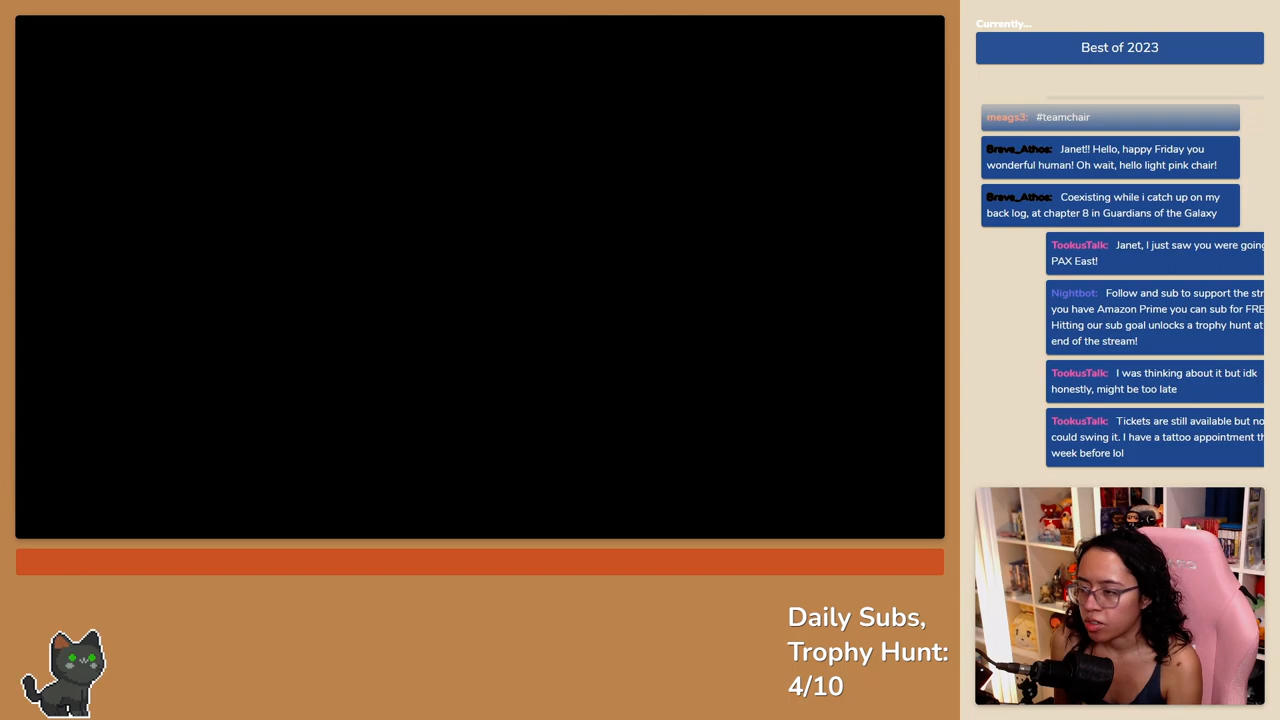 Currently...
Best of 2023
meags3: #teamchair
Brave_Athos: Janet!! Hello, happy Friday you
wonderful human! Oh wait, hello light pink chair!
Brave_Athos: Coexisting while i catch up on my
back log, at chapter 8 in Guardians of the Galaxy
TookusTalk: Janet, I just saw you were going
PAX East!
Nightbot: Follow and sub to support the str
you have Amazon Prime you can sub for FRE
Hitting our sub goal unlocks a trophy hunt at
end of the stream!
TookusTalk: I was thinking about it but idk
honestly, might be too late
TookusTalk: Tickets are still available but no
could swing it. I have a tattoo appointment th
week before lol
Daily Subs,
Trophy Hunt:
4/10